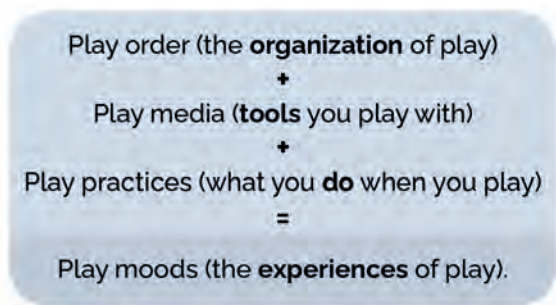 Play order (the organization of play)
+
Play media (tools you play with)
+
Play practices (what you do when you play)
=
Play moods (the experiences of play).